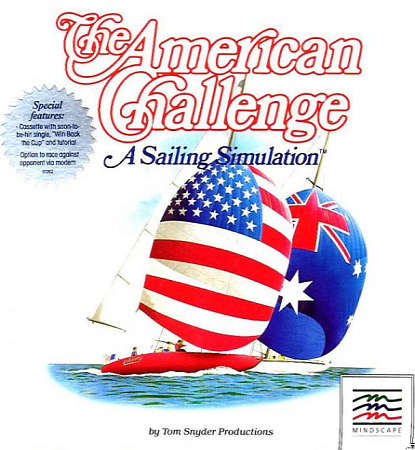 The American
Challenge
A Sailing Simulation™
Special
features:
· Cassette with soon-to-
be-hit single, "Win Back
the Cup" and tutorial
· Option to race against
opponent via modem
by Tom Snyder Productions
MINDSCAPE